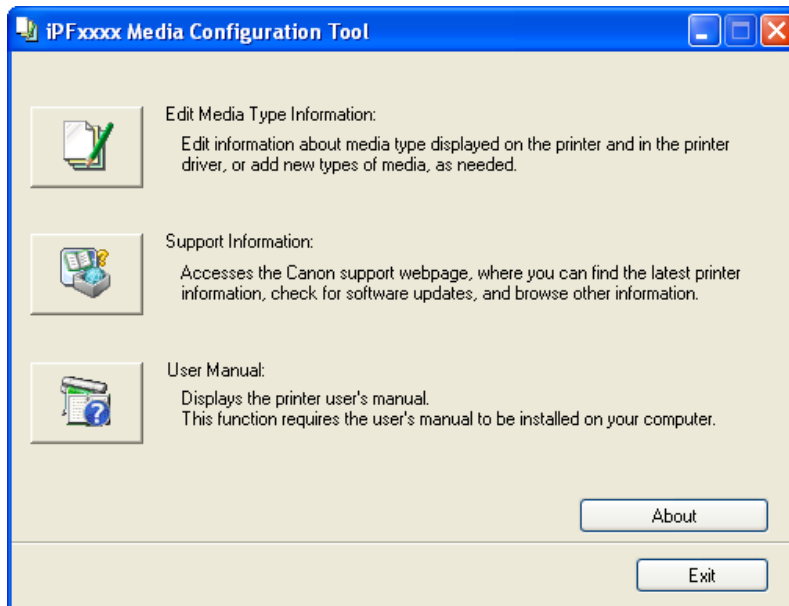 iPFxxxx Media Configuration Tool
Edit Media Type Information:
Edit information about media type displayed on the printer and in the printer
driver, or add new types of media, as needed.
Support Information:
Accesses the Canon support webpage, where you can find the latest printer
information, check for software updates, and browse other information.
User Manual:
Displays the printer user's manual.
This function requires the user's manual to be installed on your computer.
About
Exit